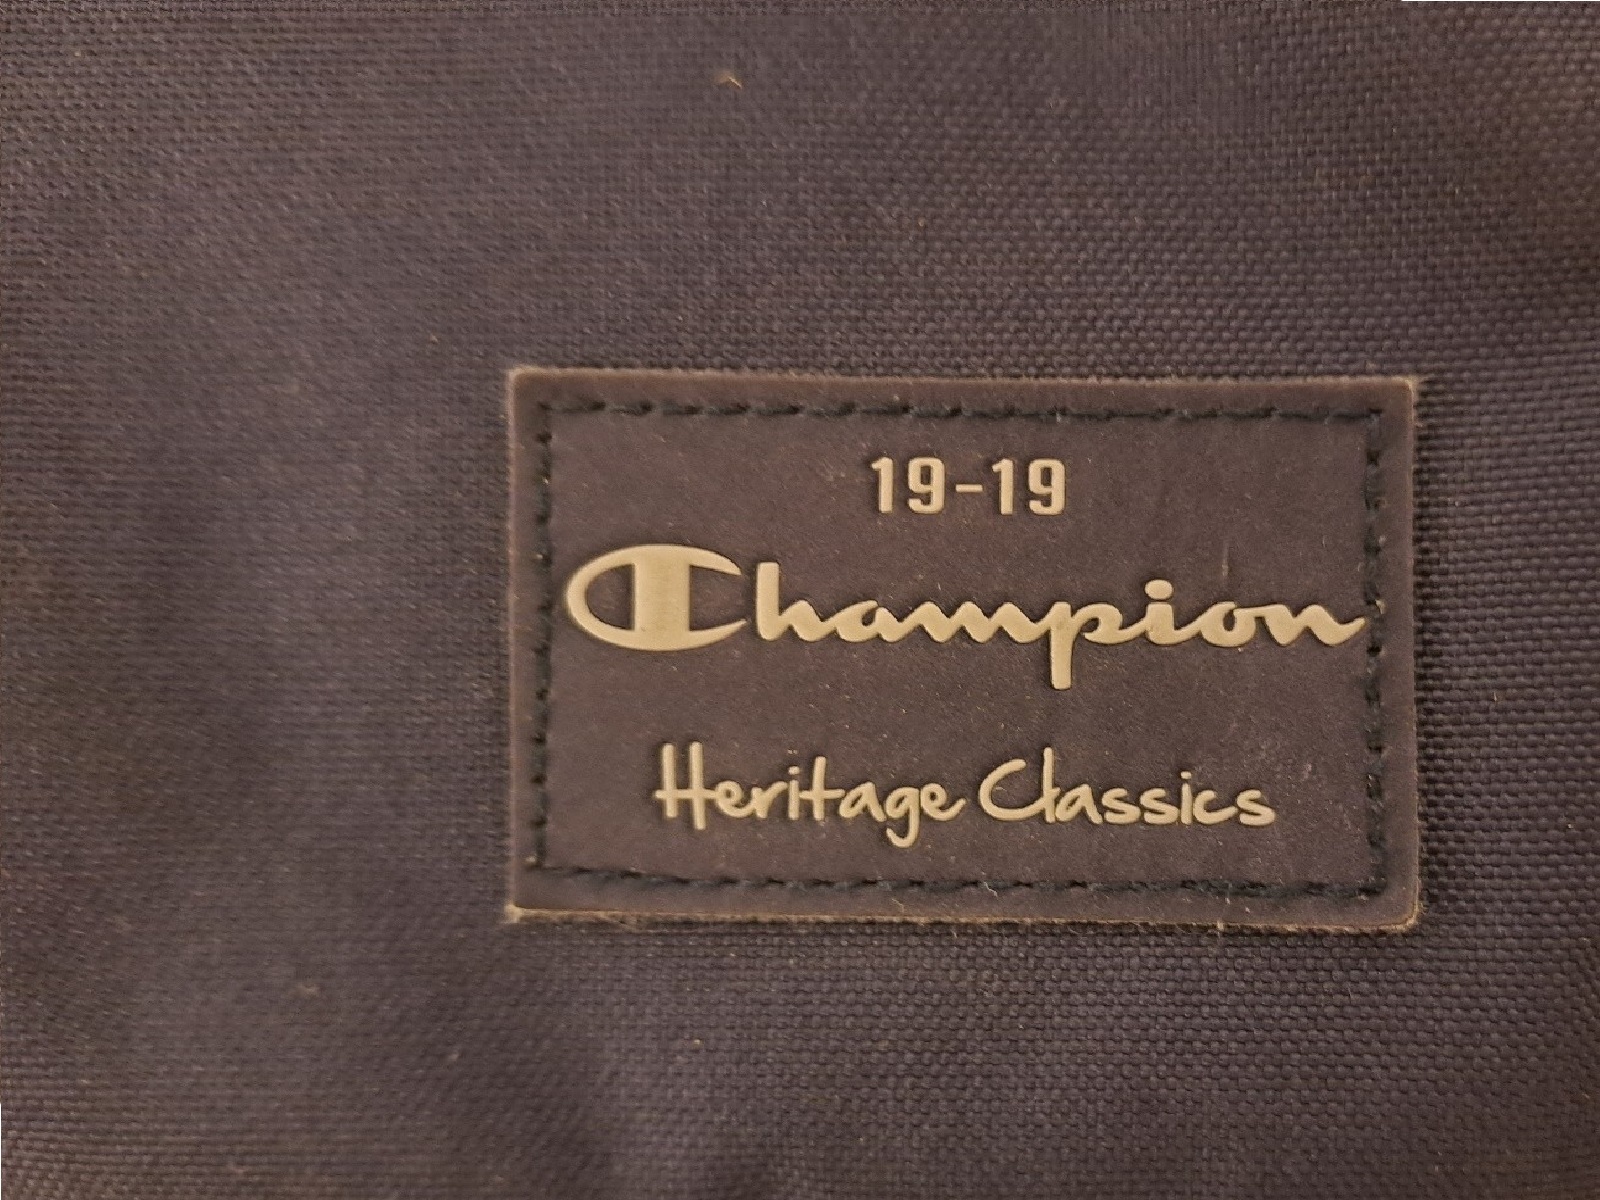 19-19
Champion
Heritage Classics